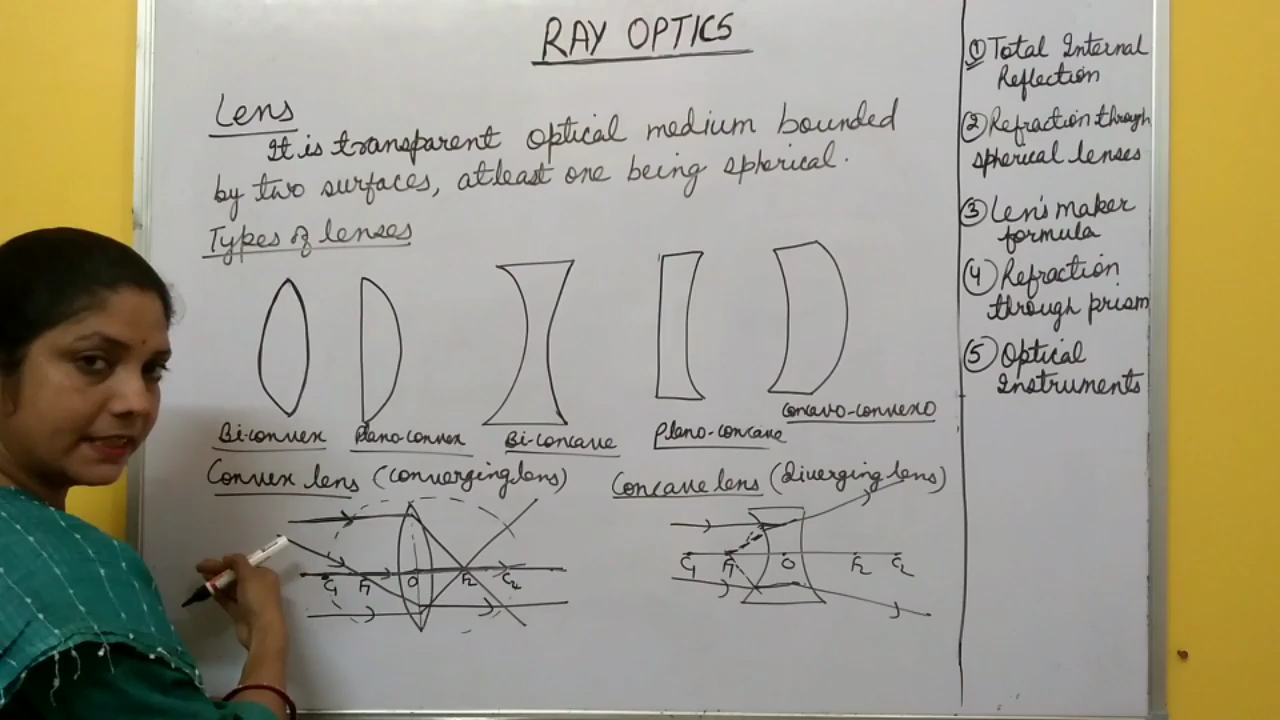 RAY OPTICS
Lens
It is transparent optical medium bounded
by two surfaces, atleast one being spherical.
Types of lenses
Bi-convex
Plano-convex
Bi-concave
Plano-concave
Concavo-convexo
Convex lens (converging lens)
Concave lens (Diverging lens)
C1 F1 O F2 C2
C1 F1 O F2 C2
① Total Internal
Reflection
② Refraction through
spherical lenses
③ Len's maker
formula
④ Refraction
through prism
⑤ Optical
Instruments